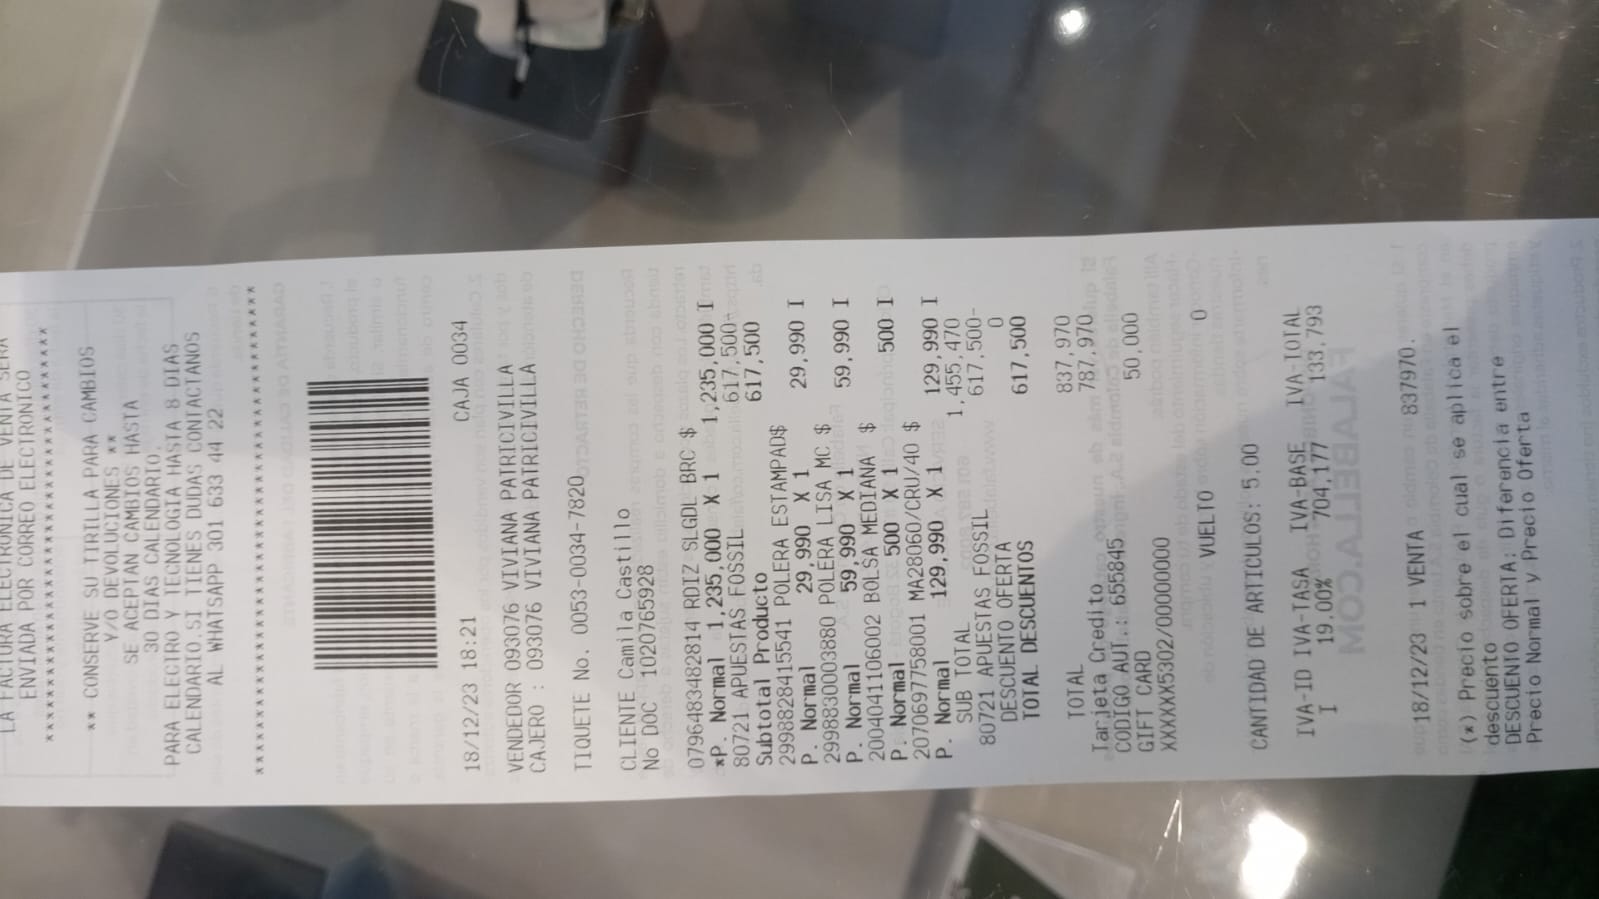 LA FACTURA ELECTRONICA DE VENTA SERA
ENVIADA POR CORREO ELECTRONICO
****************************************
** CONSERVE SU TIRILLA PARA CAMBIOS
Y/O DEVOLUCIONES **
SE ACEPTAN CAMBIOS HASTA
30 DIAS CALENDARIO.
PARA ELECTRO Y TECNOLOGIA HASTA 8 DIAS
CALENDARIO.SI TIENES DUDAS CONTACTANOS
AL WHATSAPP 301 633 44 22
****************************************
18/12/23 18:21 CAJA 0034
VENDEDOR 093076 VIVIANA PATRICIVILLA
CAJERO : 093076 VIVIANA PATRICIVILLA
TIQUETE No. 0053-0034-7820
CLIENTE Camila Castillo
No DOC 1020765928
0796483482814 RDIZ SLGDL BRC $
*P. Normal 1,235,000 X 1 1,235,000 I
80721 APUESTAS FOSSIL 617,500-
Subtotal Producto 617,500
2998828415541 POLERA ESTAMPAD$
P. Normal 29,990 X 1 29,990 I
2998830003880 POLERA LISA MC $
P. Normal 59,990 X 1 59,990 I
2004041106002 BOLSA MEDIANA $
P. Normal 500 X 1 500 I
2070697758001 MA28060/CRU/40 $
P. Normal 129,990 X 1 129,990 I
SUB TOTAL 1,455,470
80721 APUESTAS FOSSIL 617,500-
DESCUENTO OFERTA 0
TOTAL DESCUENTOS 617,500
TOTAL 837,970
Tarjeta Credito 787,970
CODIGO AUT.: 655845
GIFT CARD 50,000
XXXXXX5302/00000000
VUELTO 0
CANTIDAD DE ARTICULOS: 5.00
IVA-ID IVA-TASA IVA-BASE IVA-TOTAL
I 19.00% 704,177 133,793
18/12/23 1 VENTA 837970.
(*) Precio sobre el cual se aplica el
descuento
DESCUENTO OFERTA: Diferencia entre
Precio Normal y Precio Oferta